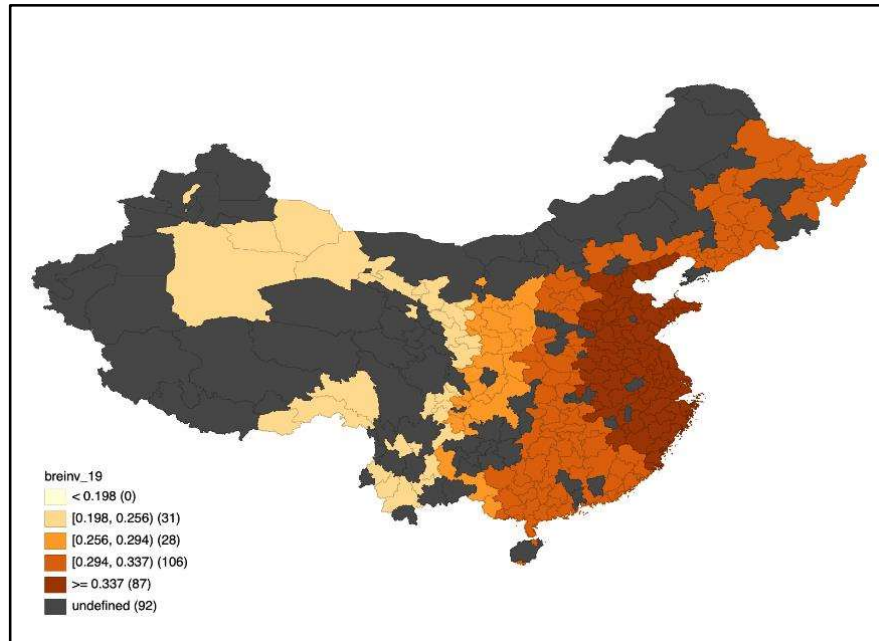 breinv_19
< 0.198 (0)
[0.198, 0.256) (31)
[0.256, 0.294) (28)
[0.294, 0.337) (106)
>= 0.337 (87)
undefined (92)